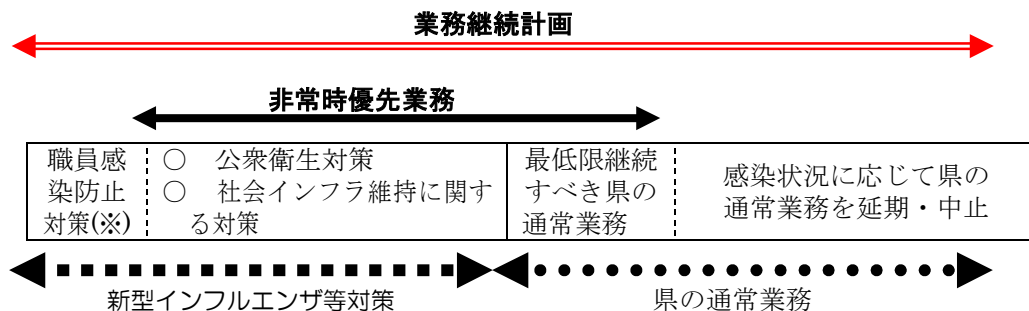 業務継続計画
非常時優先業務
職員感
染防止
対策(※)
○　公衆衛生対策
○　社会インフラ維持に関す
る対策
最低限継続
すべき県の
通常業務
感染状況に応じて県の
通常業務を延期・中止
新型インフルエンザ等対策
県の通常業務